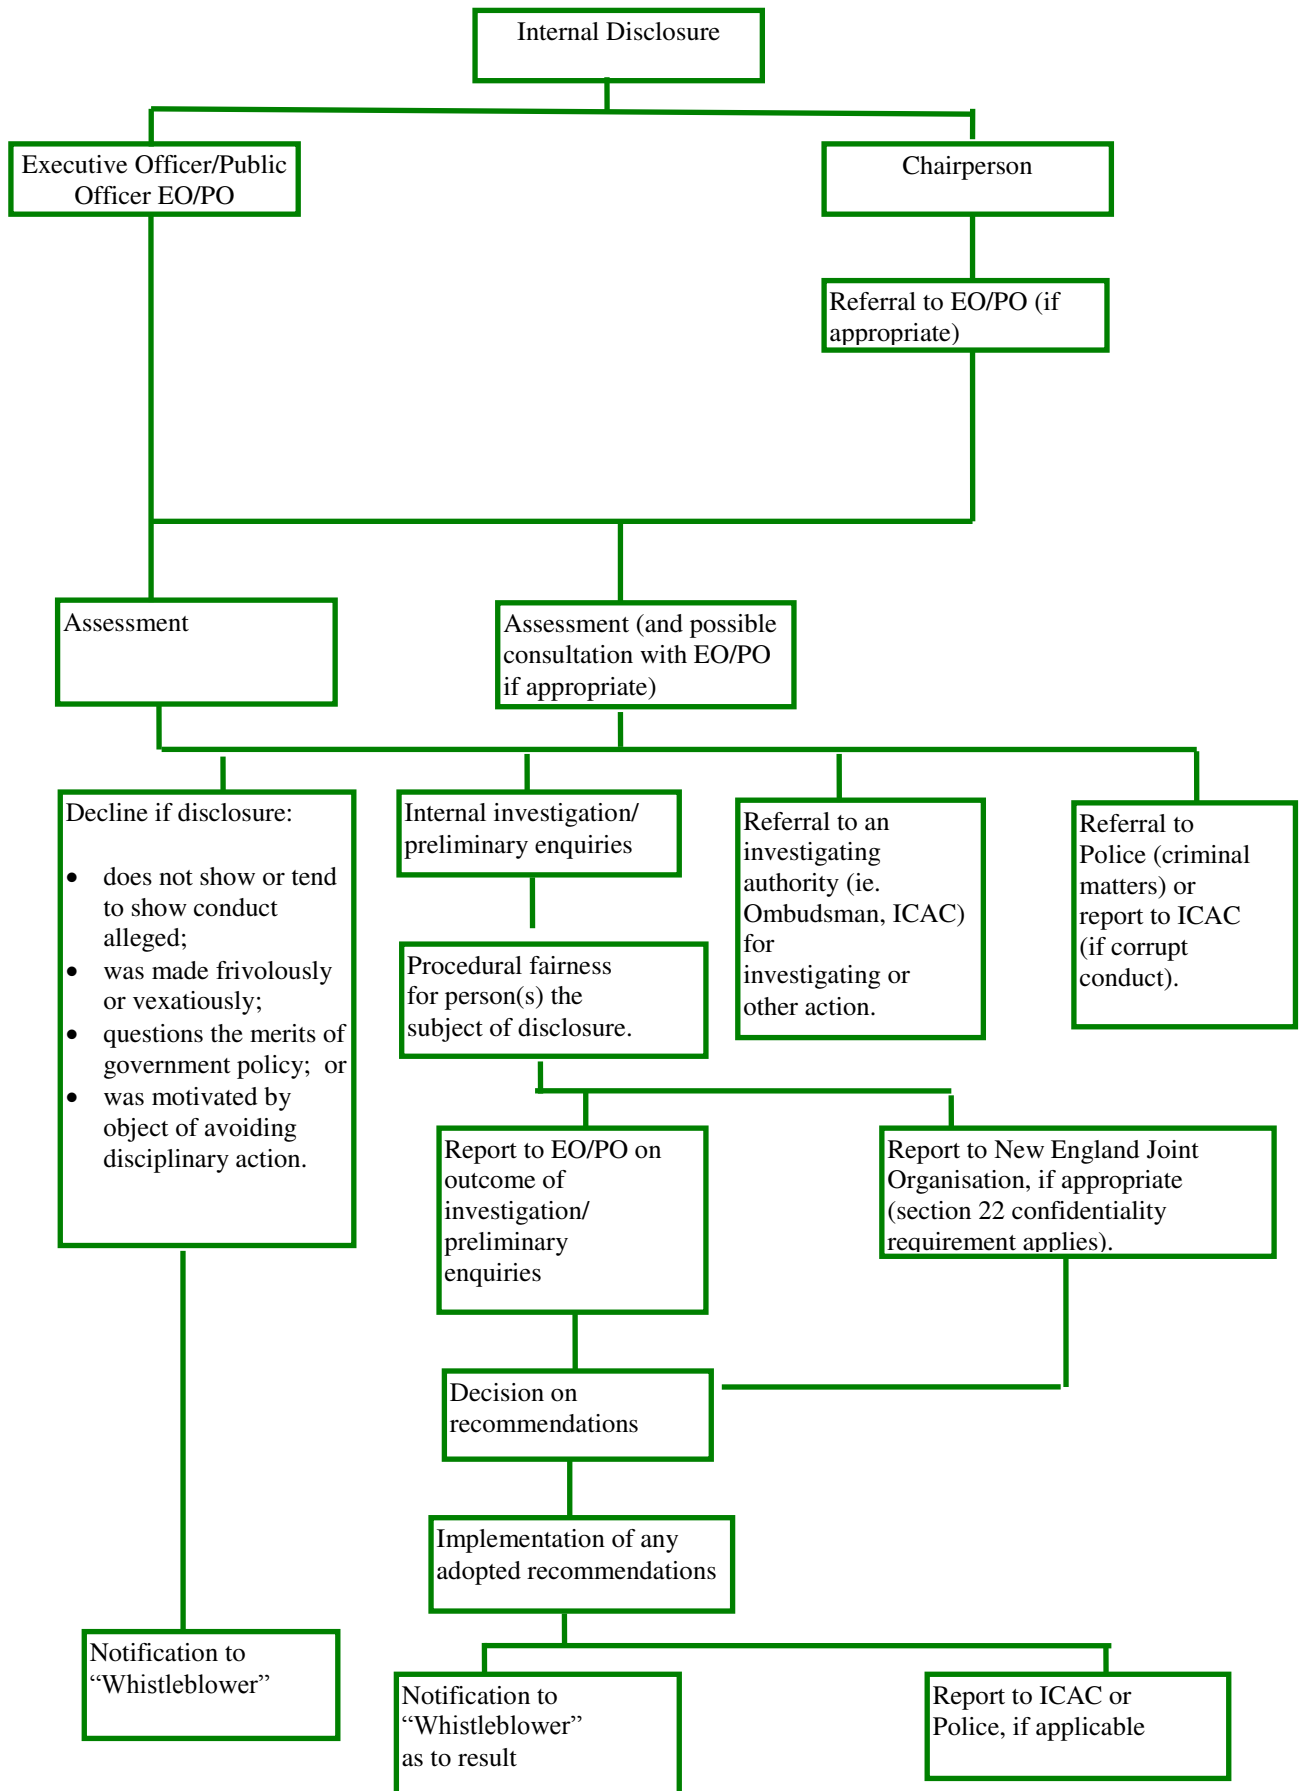 Internal Disclosure
Executive Officer/Public
Officer EO/PO
Chairperson
Referral to EO/PO (if
appropriate)
Assessment
Assessment (and possible
consultation with EO/PO
if appropriate)
Decline if disclosure:
• does not show or tend
to show conduct
alleged;
• was made frivolously
or vexatiously;
• questions the merits of
government policy; or
• was motivated by
object of avoiding
disciplinary action.
Internal investigation/
preliminary enquiries
Referral to an
investigating
authority (ie.
Ombudsman, ICAC)
for
investigating or
other action.
Referral to
Police (criminal
matters) or
report to ICAC
(if corrupt
conduct).
Procedural fairness
for person(s) the
subject of disclosure.
Report to EO/PO on
outcome of
investigation/
preliminary
enquiries
Report to New England Joint
Organisation, if appropriate
(section 22 confidentiality
requirement applies).
Decision on
recommendations
Implementation of any
adopted recommendations
Notification to
“Whistleblower”
Notification to
“Whistleblower”
as to result
Report to ICAC or
Police, if applicable